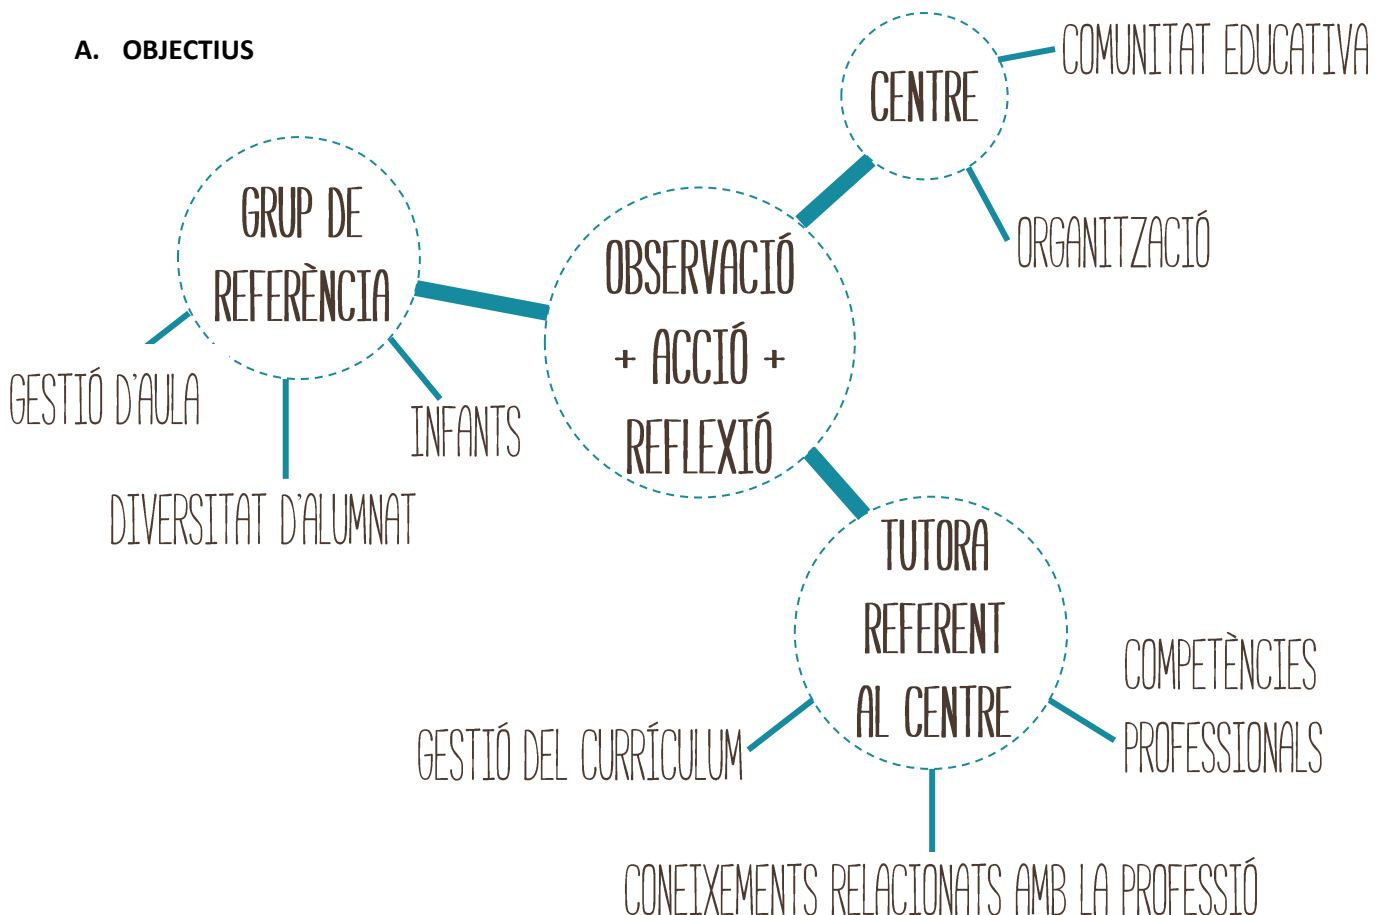 A. OBJECTIUS
CENTRE
COMUNITAT EDUCATIVA
ORGANITZACIÓ
GRUP DE
REFERÈNCIA
GESTIÓ D'AULA
DIVERSITAT D'ALUMNAT
INFANTS
OBSERVACIÓ
+ ACCIÓ +
REFLEXIÓ
TUTORA
REFERENT
AL CENTRE
COMPETÈNCIES
PROFESSIONALS
GESTIÓ DEL CURRÍCULUM
CONEIXEMENTS RELACIONATS AMB LA PROFESSIÓ